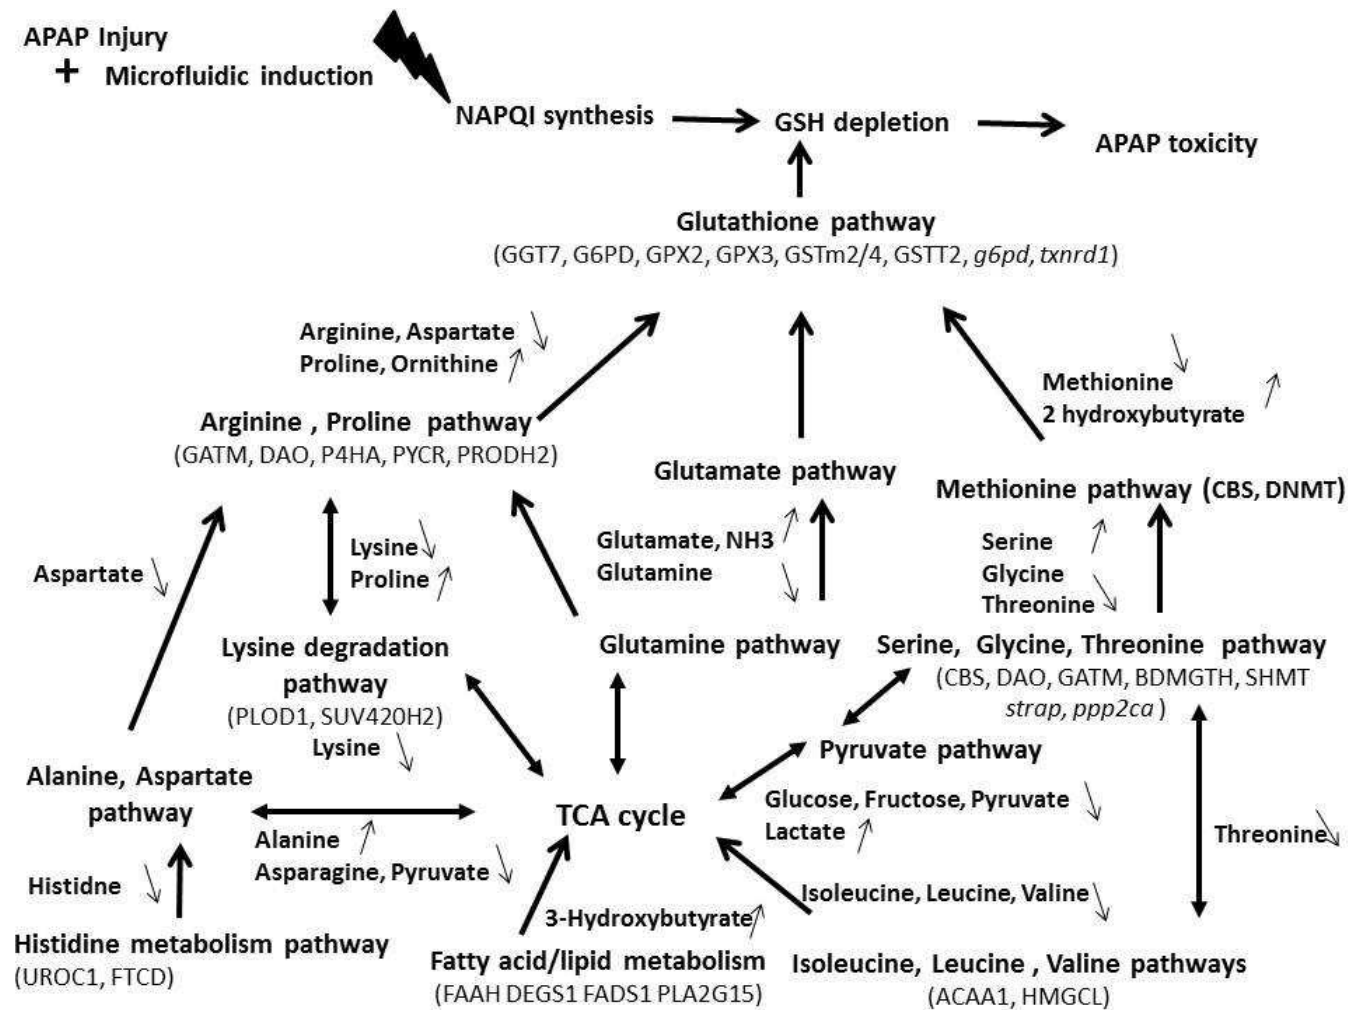 APAP Injury
+ Microfluidic induction
NAPQI synthesis
GSH depletion
APAP toxicity
Glutathione pathway
(GGT7, G6PD, GPX2, GPX3, GSTm2/4, GSTT2, g6pd, txnrd1)
Arginine, Aspartate
Proline, Ornithine
Methionine
2 hydroxybutyrate
Arginine , Proline pathway
(GATM, DAO, P4HA, PYCR, PRODH2)
Glutamate pathway
Methionine pathway (CBS, DNMT)
Aspartate
Lysine
Proline
Glutamate, NH3
Glutamine
Serine
Glycine
Threonine
Lysine degradation
pathway
(PLOD1, SUV420H2)
Lysine
Glutamine pathway
Serine, Glycine, Threonine pathway
(CBS, DAO, GATM, BDMGTH, SHMT
strap, ppp2ca )
Pyruvate pathway
Alanine, Aspartate
pathway
TCA cycle
Glucose, Fructose, Pyruvate
Lactate
Threonine
Alanine
Asparagine, Pyruvate
Histidne
Isoleucine, Leucine, Valine
3-Hydroxybutyrate
Histidine metabolism pathway
(UROC1, FTCD)
Fatty acid/lipid metabolism
(FAAH DEGS1 FADS1 PLA2G15)
Isoleucine, Leucine , Valine pathways
(ACAA1, HMGCL)